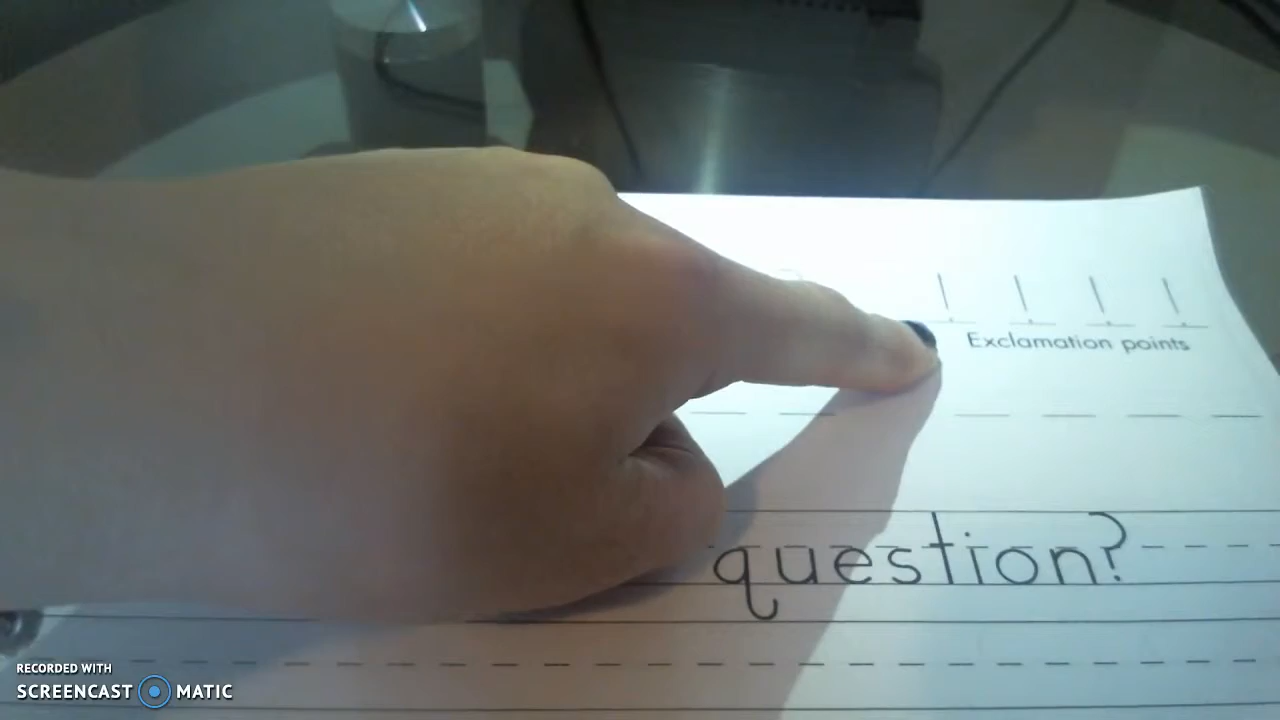 ! ! ! !
Exclamation points
question?
RECORDED WITH
SCREENCAST MATIC